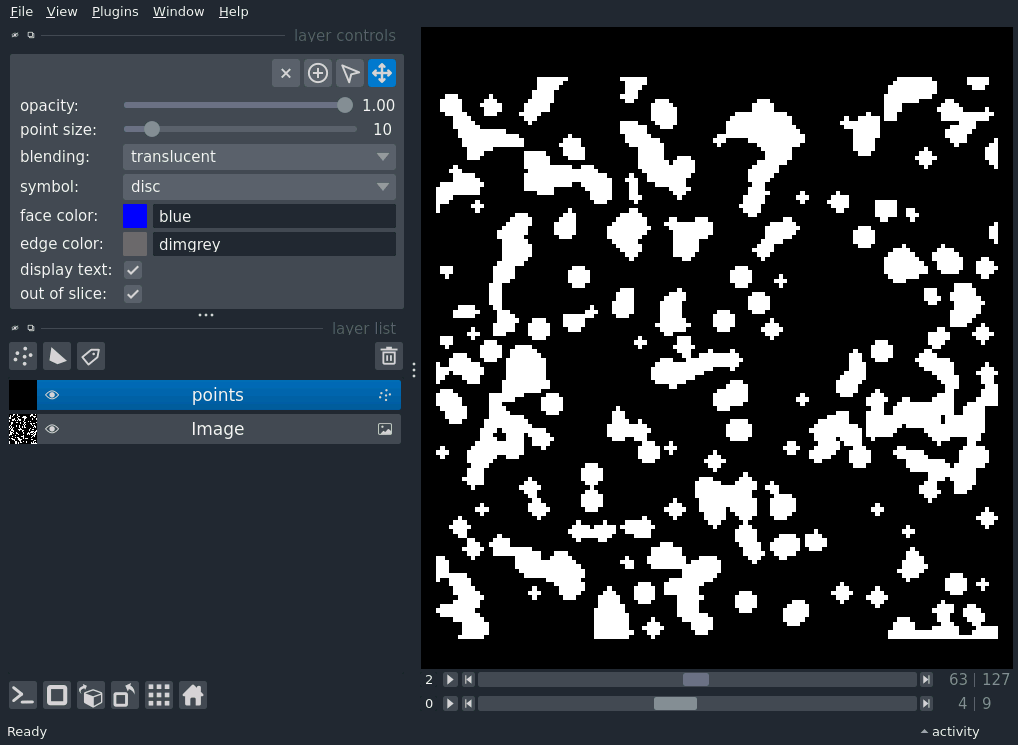 File View Plugins Window Help
layer controls
opacity: 1.00
point size: 10
blending: translucent
symbol: disc
face color: blue
edge color: dimgrey
display text:
out of slice:
layer list
points
Image
2 63 | 127
0 4 | 9
Ready activity